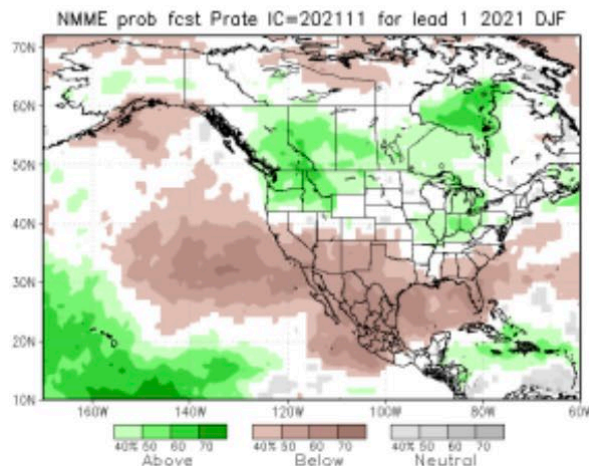 NMME prob fcst Prate IC=202111 for lead 1 2021 DJF
70N
60N
50N
40N
30N
20N
10N
160W 140W 120W 100W 80W 60W
40% 50 60 70 40% 50 60 70 40% 50 60 70
Above Below Neutral